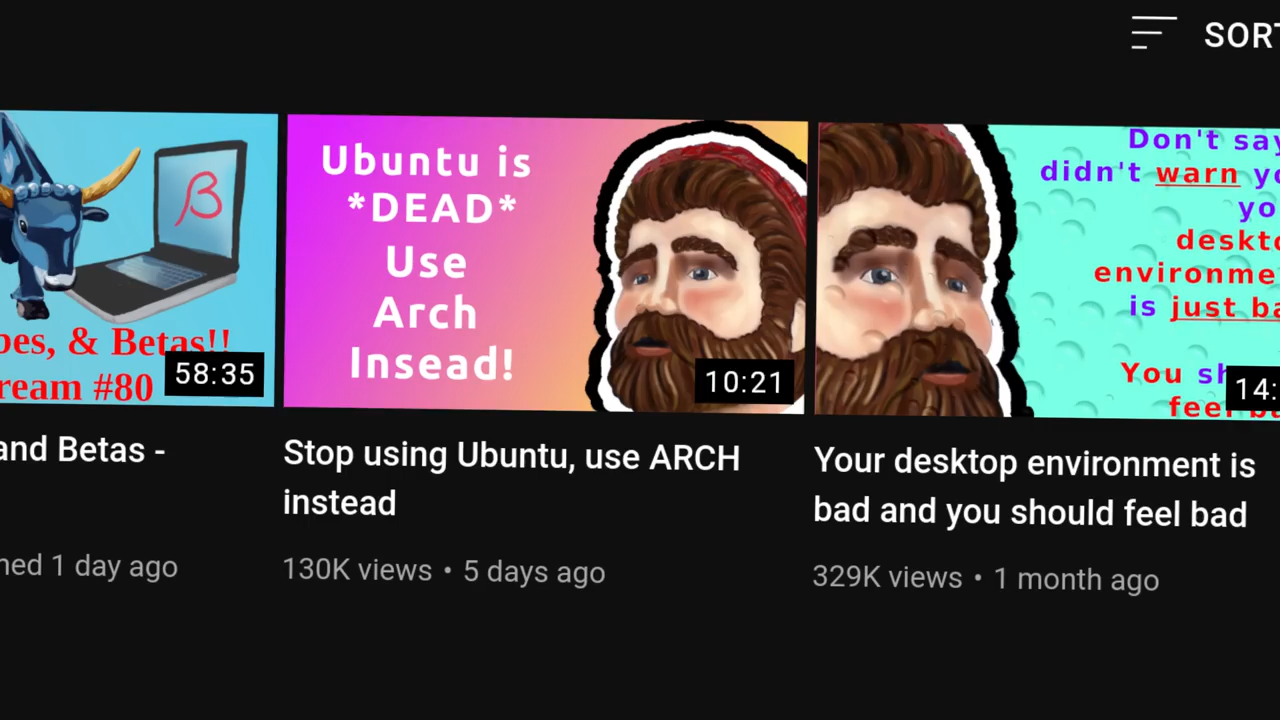 SORT
β
bes, & Betas!!
ream #80
58:35
and Betas -
ned 1 day ago
Ubuntu is
*DEAD*
Use
Arch
Insead!
10:21
Stop using Ubuntu, use ARCH
instead
130K views • 5 days ago
Don't say
didn't warn yo
yo
deskto
environme
is just ba
You sh
feel ba
14:
Your desktop environment is
bad and you should feel bad
329K views • 1 month ago